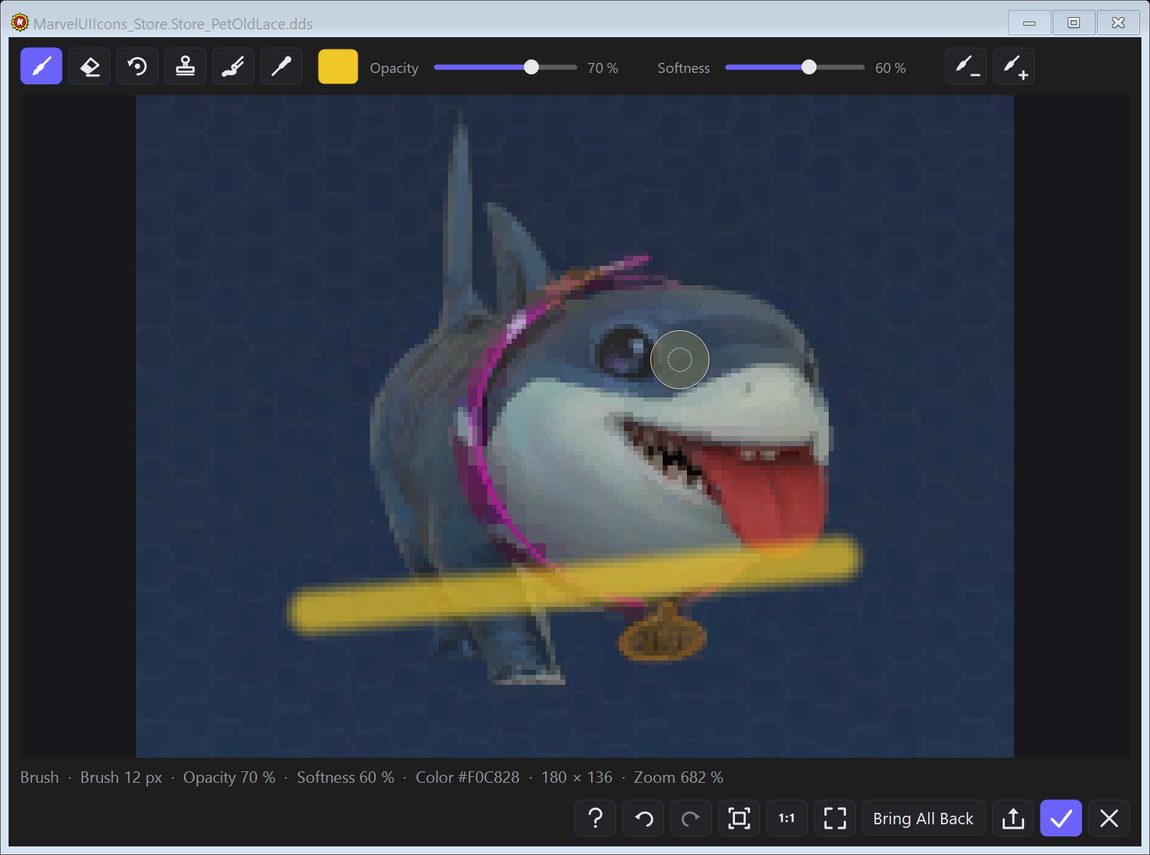 MarvelUIIcons_Store.Store_PetOldLace.dds
Opacity 70 % Softness 60 %
Brush · Brush 12 px · Opacity 70 % · Softness 60 % · Color #F0C828 · 180 × 136 · Zoom 682 %
? 1:1 Bring All Back